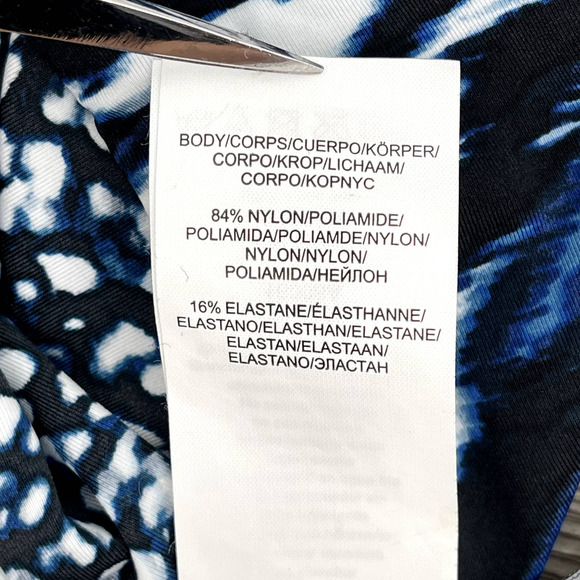 BODY/CORPS/CUERPO/KÖRPER/
CORPO/KROP/LICHAAM/
CORPO/КОРПУС
84% NYLON/POLIAMIDE/
POLIAMIDA/POLIAMDE/NYLON/
NYLON/NYLON/
POLIAMIDA/НЕЙЛОН
16% ELASTANE/ÉLASTHANNE/
ELASTANO/ELASTHAN/ELASTANE/
ELASTAN/ELASTAAN/
ELASTANO/ЭЛАСТАН